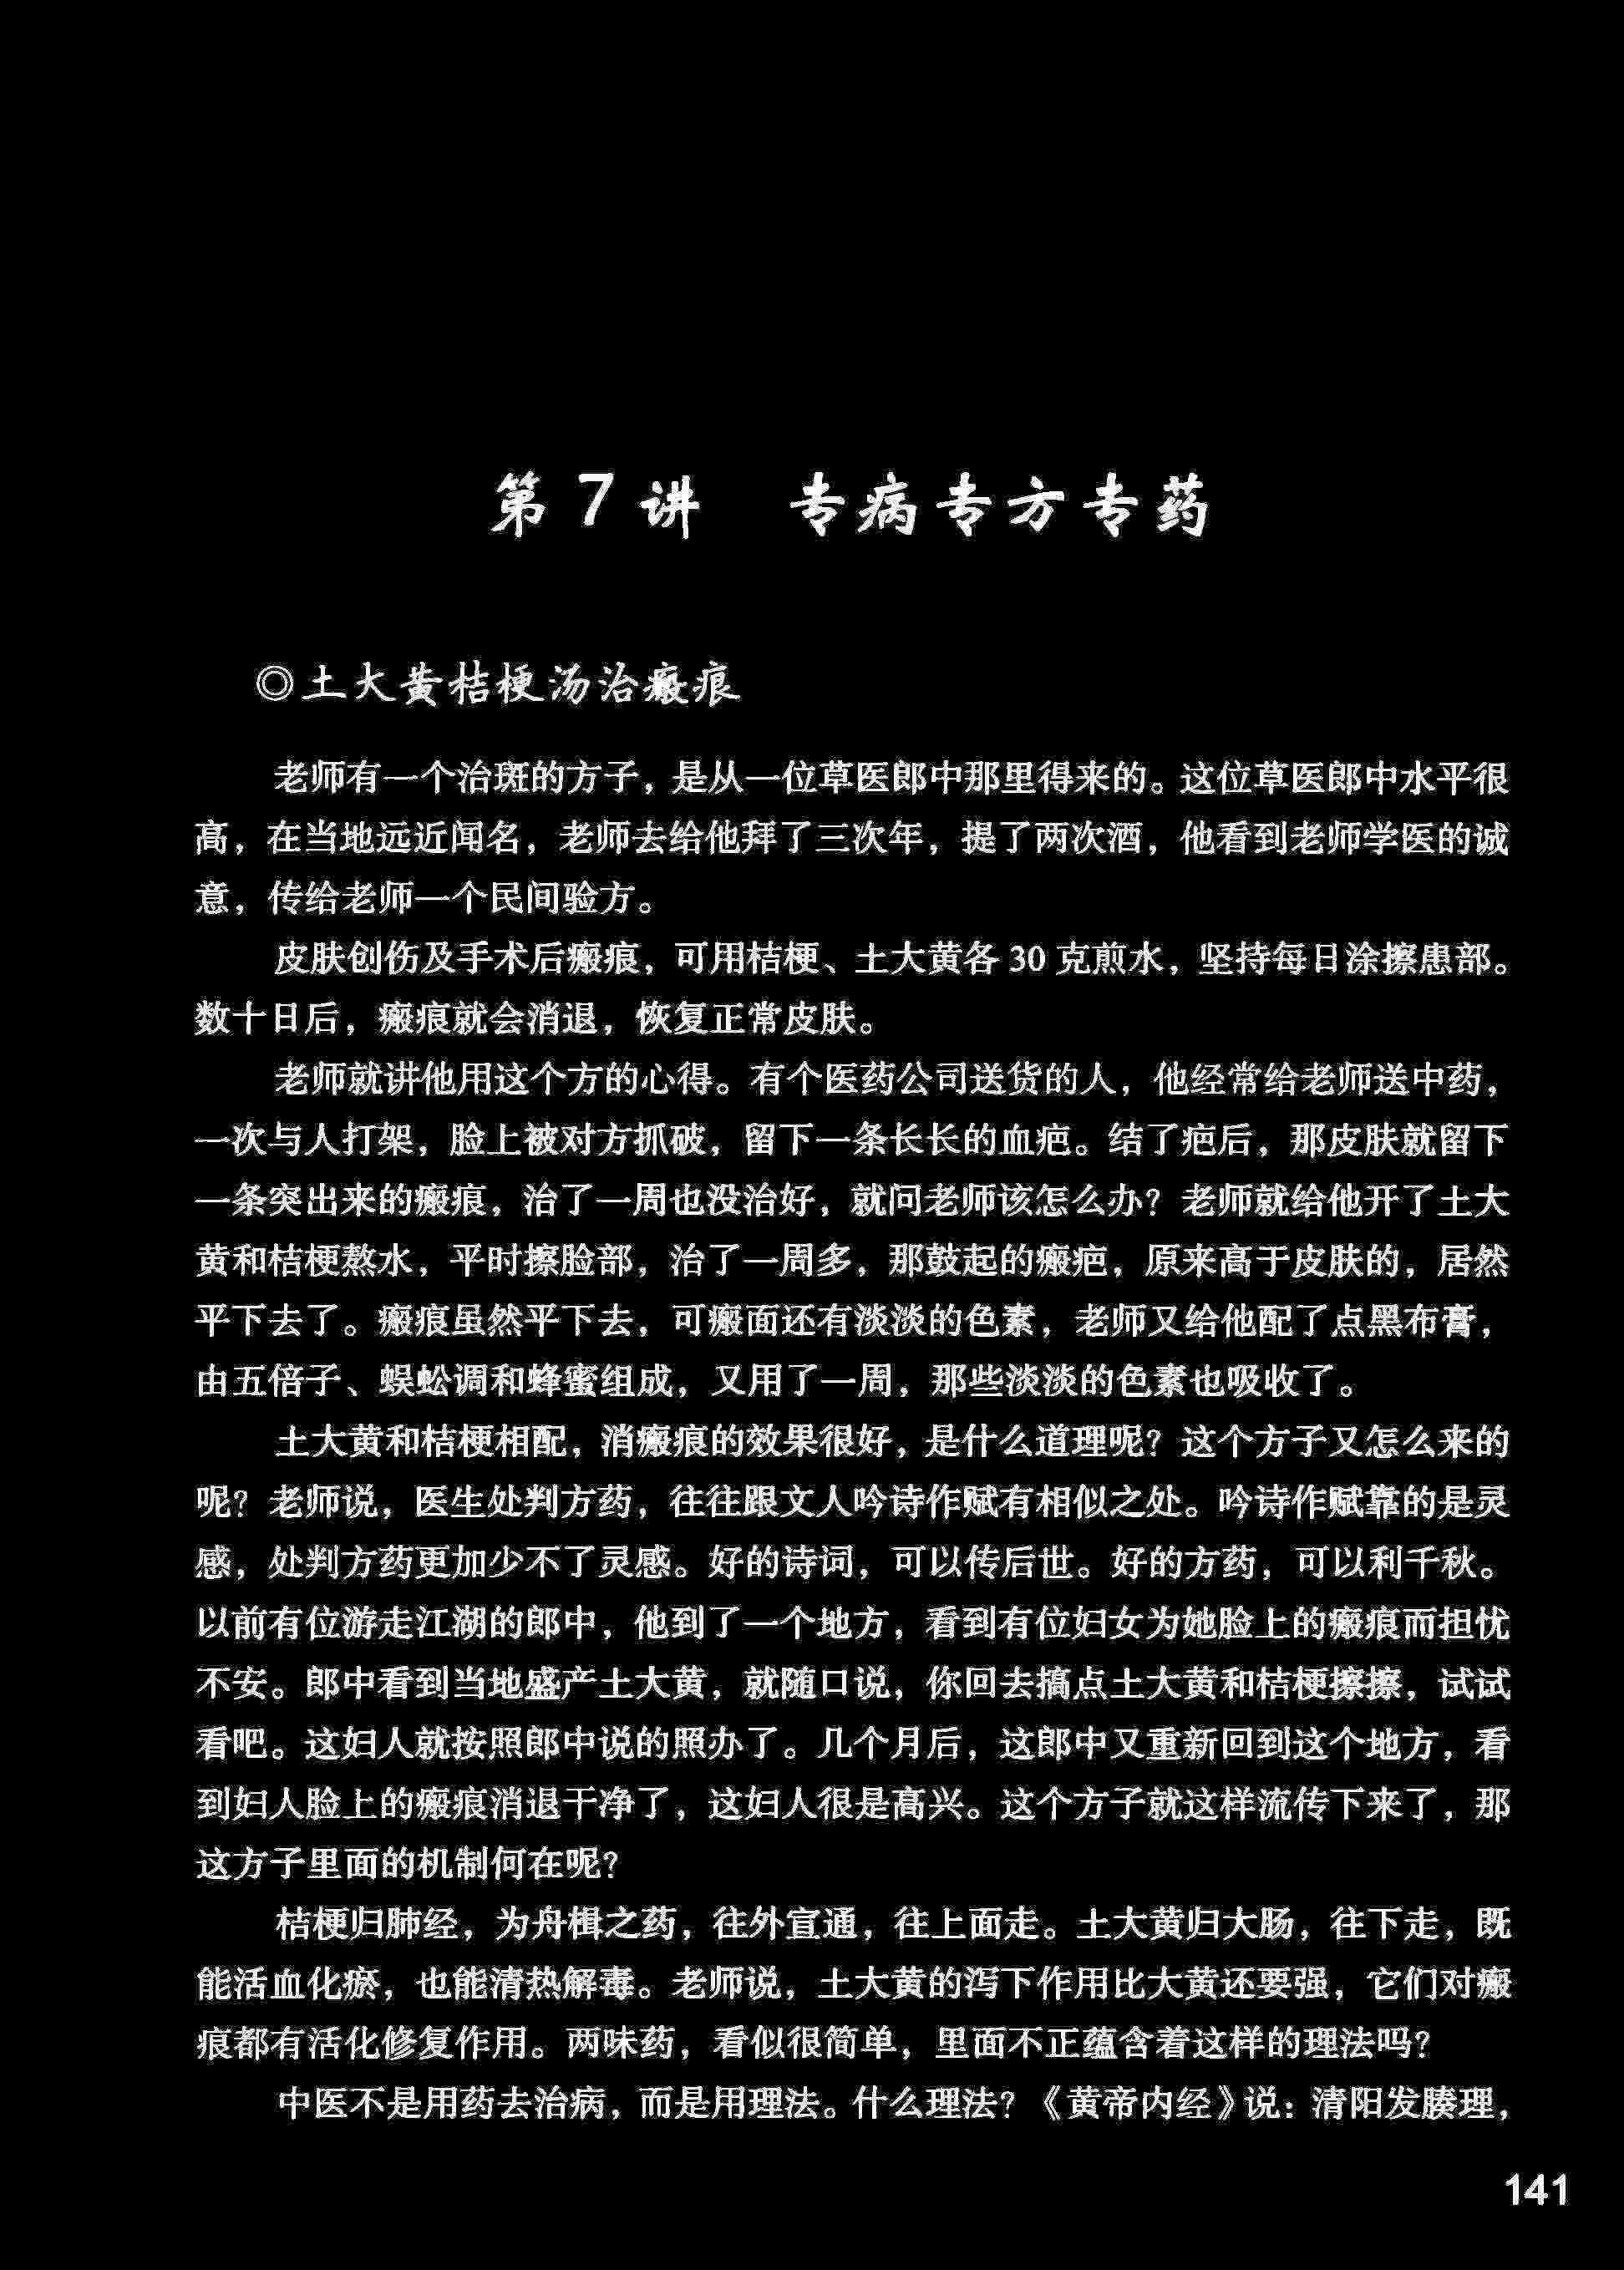 第7讲 专病专方专药
◎土大黄桔梗汤治瘢痕
老师有一个治斑的方子，是从一位草医郎中那里得来的。这位草医郎中水平很
高，在当地远近闻名，老师去给他拜了三次年，提了两次酒，他看到老师学医的诚
意，传给老师一个民间验方。
皮肤创伤及手术后瘢痕，可用桔梗、土大黄各30克煎水，坚持每日涂擦患部。
数十日后，瘢痕就会消退，恢复正常皮肤。
老师就讲他用这个方的心得。有个医药公司送货的人，他经常给老师送中药，
一次与人打架，脸上被对方抓破，留下一条长长的血疤。结了疤后，那皮肤就留下
一条突出来的瘢痕，治了一周也没治好，就问老师该怎么办？老师就给他开了土大
黄和桔梗熬水，平时擦脸部，治了一周多，那鼓起的瘢疤，原来高于皮肤的，居然
平下去了。瘢痕虽然平下去，可瘢面还有淡淡的色素，老师又给他配了点黑布膏，
由五倍子、蜈蚣调和蜂蜜组成，又用了一周，那些淡淡的色素也吸收了。
土大黄和桔梗相配，消瘢痕的效果很好，是什么道理呢？这个方子又怎么来的
呢？老师说，医生处判方药，往往跟文人吟诗作赋有相似之处。吟诗作赋靠的是灵
感，处判方药更加少不了灵感。好的诗词，可以传后世。好的方药，可以利千秋。
以前有位游走江湖的郎中，他到了一个地方，看到有位妇女为她脸上的瘢痕而担忧
不安。郎中看到当地盛产土大黄，就随口说，你回去搞点土大黄和桔梗擦擦，试试
看吧。这妇人就按照郎中说的照办了。几个月后，这郎中又重新回到这个地方，看
到妇人脸上的瘢痕消退干净了，这妇人很是高兴。这个方子就这样流传下来了，那
这方子里面的机制何在呢？
桔梗归肺经，为舟楫之药，往外宣通，往上面走。土大黄归大肠，往下走，既
能活血化瘀，也能清热解毒。老师说，土大黄的泻下作用比大黄还要强，它们对瘢
痕都有活化修复作用。两味药，看似很简单，里面不正蕴含着这样的理法吗？
中医不是用药去治病，而是用理法。什么理法？《黄帝内经》说：清阳发腠理，
141